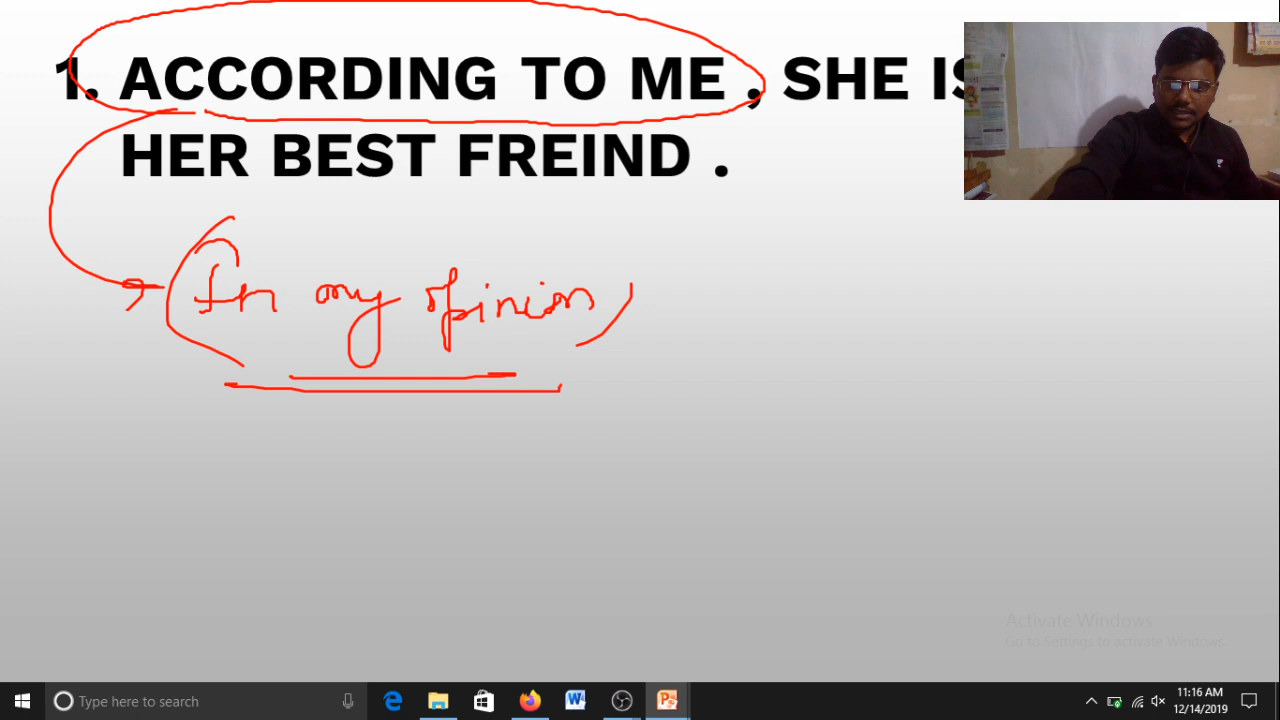 1. ACCORDING TO ME , SHE IS
HER BEST FREIND .
In my opinion,
Activate Windows
Go to Settings to activate Windows
Type here to search
11:16 AM
12/14/2019